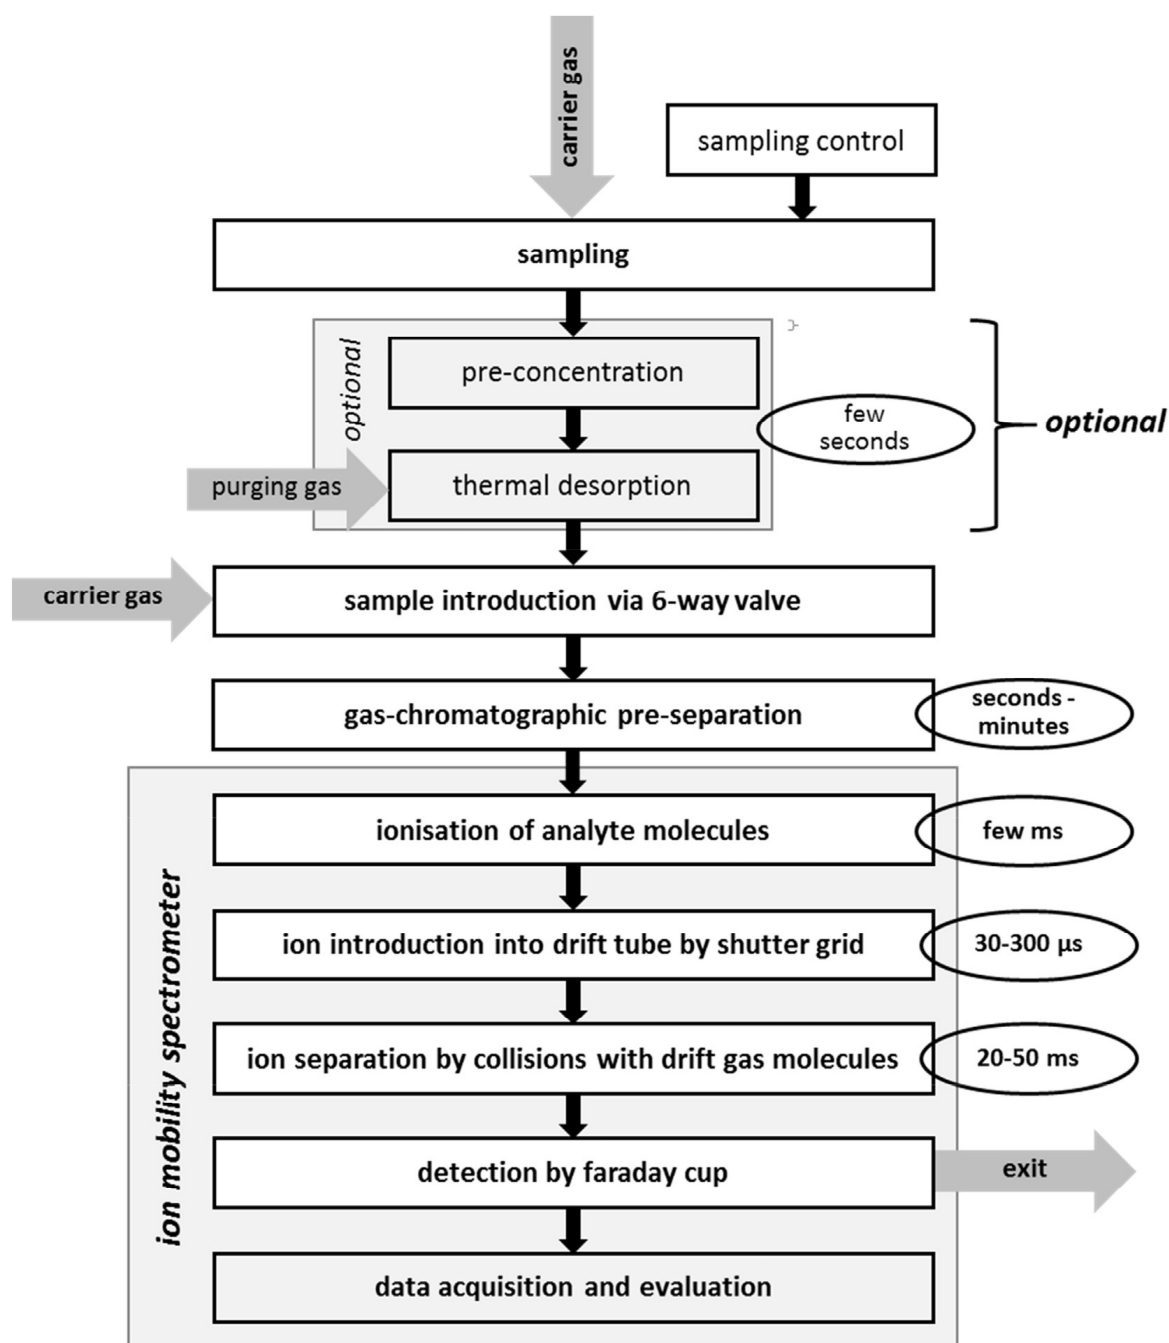 carrier gas
sampling control
sampling
optional
pre-concentration
few
seconds
optional
purging gas
thermal desorption
carrier gas
sample introduction via 6-way valve
gas-chromatographic pre-separation
seconds -
minutes
ion mobility spectrometer
ionisation of analyte molecules
few ms
ion introduction into drift tube by shutter grid
30-300 µs
ion separation by collisions with drift gas molecules
20-50 ms
detection by faraday cup
exit
data acquisition and evaluation